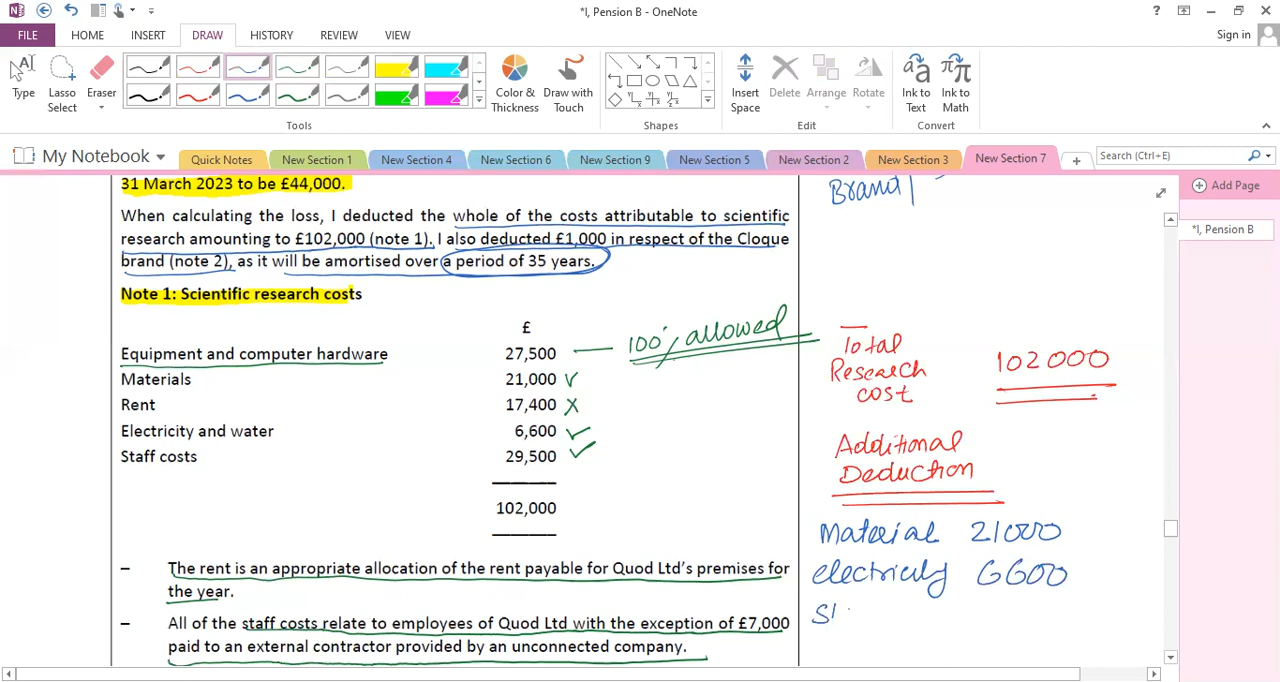 *I, Pension B - OneNote
FILE HOME INSERT DRAW HISTORY REVIEW VIEW Sign in
Type Lasso Select Eraser Color & Thickness Draw with Touch Insert Space Delete Arrange Rotate Ink to Text Ink to Math
Tools Shapes Edit Convert
My Notebook Quick Notes New Section 1 New Section 4 New Section 6 New Section 9 New Section 5 New Section 2 New Section 3 New Section 7 Search (Ctrl+E)
Add Page
*I, Pension B
31 March 2023 to be £44,000.
When calculating the loss, I deducted the whole of the costs attributable to scientific
research amounting to £102,000 (note 1). I also deducted £1,000 in respect of the Cloque
brand (note 2), as it will be amortised over a period of 35 years.
Note 1: Scientific research costs
£
Equipment and computer hardware 27,500 100% allowed
Materials 21,000
Rent 17,400
Electricity and water 6,600
Staff costs 29,500
102,000
– The rent is an appropriate allocation of the rent payable for Quod Ltd's premises for
the year.
– All of the staff costs relate to employees of Quod Ltd with the exception of £7,000
paid to an external contractor provided by an unconnected company.
Brand
Total
Research
cost 102000
Additional
Deduction
Material 21000
electricity 6600